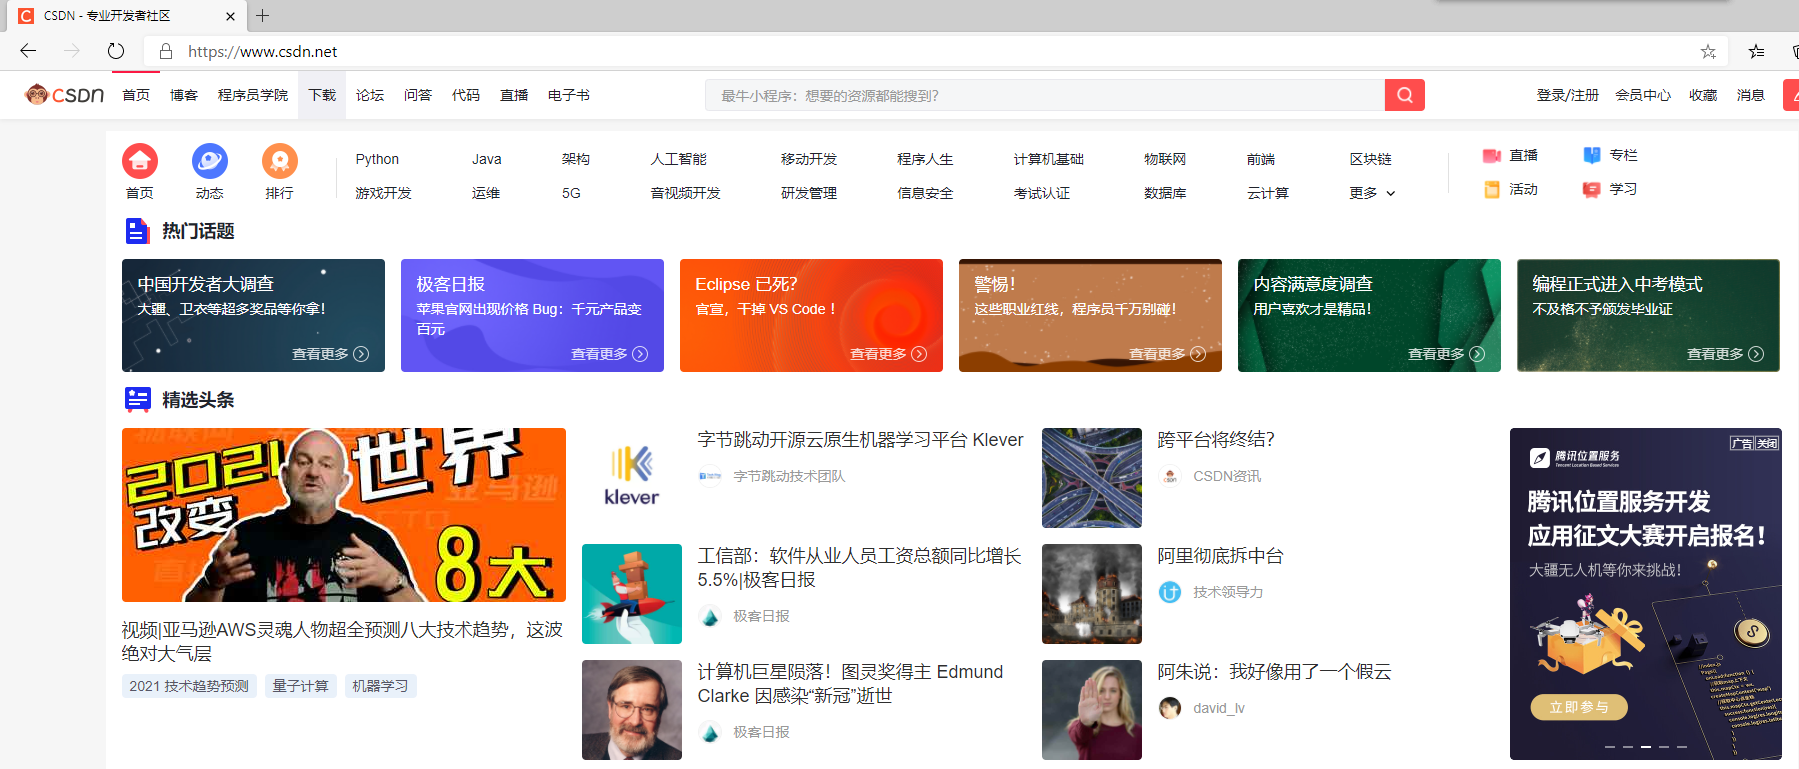 CSDN - 专业开发者社区
https://www.csdn.net
CSDN 首页 博客 程序员学院 下载 论坛 问答 代码 直播 电子书 最牛小程序：想要的资源都能搜到？ 登录/注册 会员中心 收藏 消息
Python Java 架构 人工智能 移动开发 程序人生 计算机基础 物联网 前端 区块链 直播 专栏
首页 动态 排行 游戏开发 运维 5G 音视频开发 研发管理 信息安全 考试认证 数据库 云计算 更多 活动 学习
热门话题
中国开发者大调查
大疆、卫衣等超多奖品等你拿！
查看更多
极客日报
苹果官网出现价格 Bug：千元产品变
百元
查看更多
Eclipse 已死？
官宣，干掉 VS Code ！
查看更多
警惕！
这些职业红线，程序员千万别碰！
查看更多
内容满意度调查
用户喜欢才是精品！
查看更多
编程正式进入中考模式
不及格不予颁发毕业证
查看更多
精选头条
2021
世界
改变
8大
视频|亚马逊AWS灵魂人物超全预测八大技术趋势，这波
绝对大气层
2021 技术趋势预测 量子计算 机器学习
klever
字节跳动开源云原生机器学习平台 Klever
字节跳动技术团队
工信部：软件从业人员工资总额同比增长
5.5%|极客日报
极客日报
计算机巨星陨落！图灵奖得主 Edmund
Clarke 因感染“新冠”逝世
极客日报
跨平台将终结？
CSDN资讯
阿里彻底拆中台
技术领导力
阿朱说：我好像用了一个假云
david_lv
广告 关闭
腾讯位置服务
Tencent Location Based Services
腾讯位置服务开发
应用征文大赛开启报名！
大疆无人机等你来挑战！
立即参与